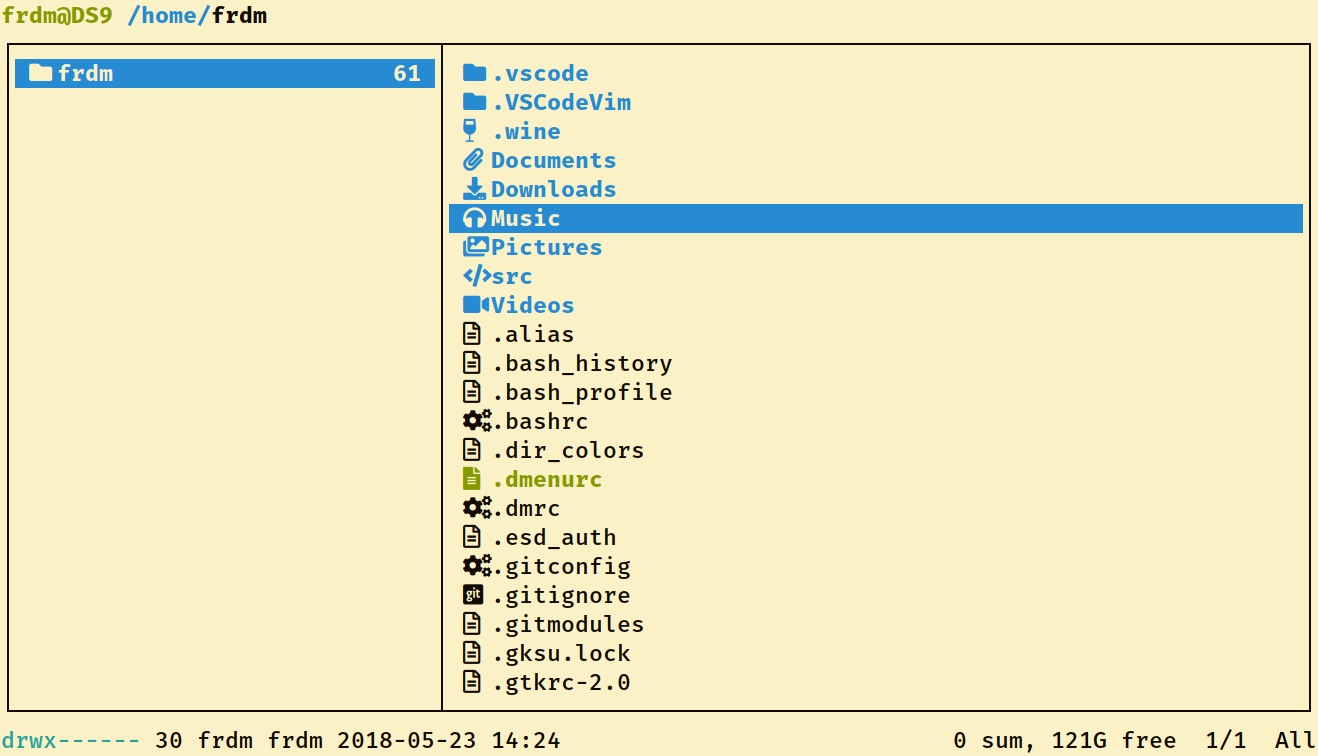 frdm@DS9 /home/frdm
frdm 61
.vscode
.VSCodeVim
.wine
Documents
Downloads
Music
Pictures
</>src
Videos
.alias
.bash_history
.bash_profile
.bashrc
.dir_colors
.dmenurc
.dmrc
.esd_auth
.gitconfig
git .gitignore
.gitmodules
.gksu.lock
.gtkrc-2.0
drwx------ 30 frdm frdm 2018-05-23 14:24 0 sum, 121G free 1/1 All